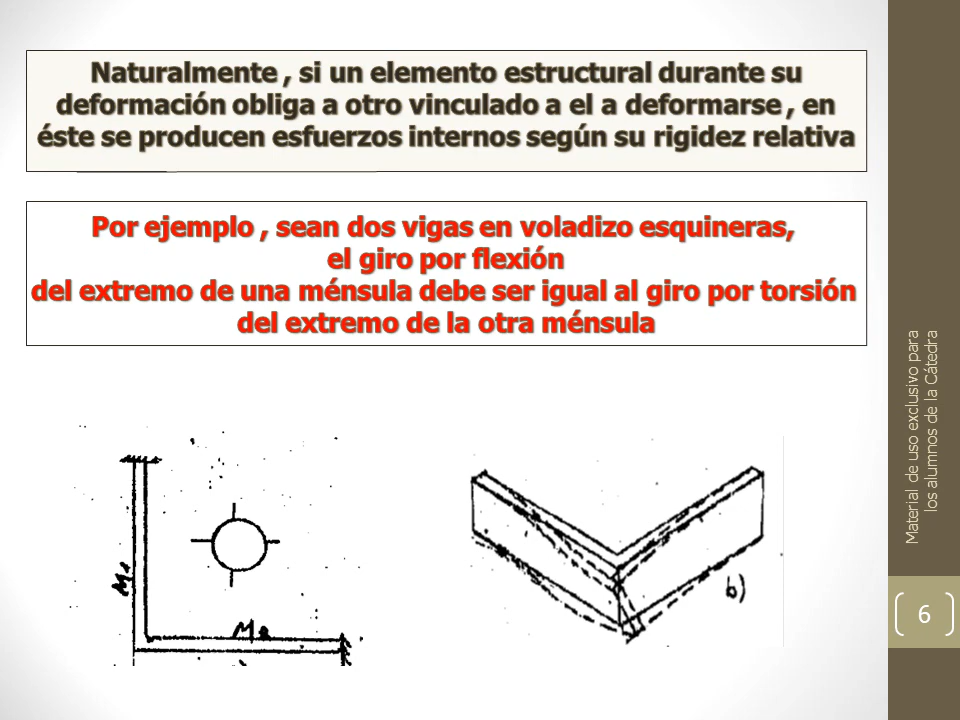 Naturalmente , si un elemento estructural durante su
deformación obliga a otro vinculado a el a deformarse , en
éste se producen esfuerzos internos según su rigidez relativa
Por ejemplo , sean dos vigas en voladizo esquineras,
el giro por flexión
del extremo de una ménsula debe ser igual al giro por torsión
del extremo de la otra ménsula
M1
M2
b)
Material de uso exclusivo para
los alumnos de la Cátedra
6